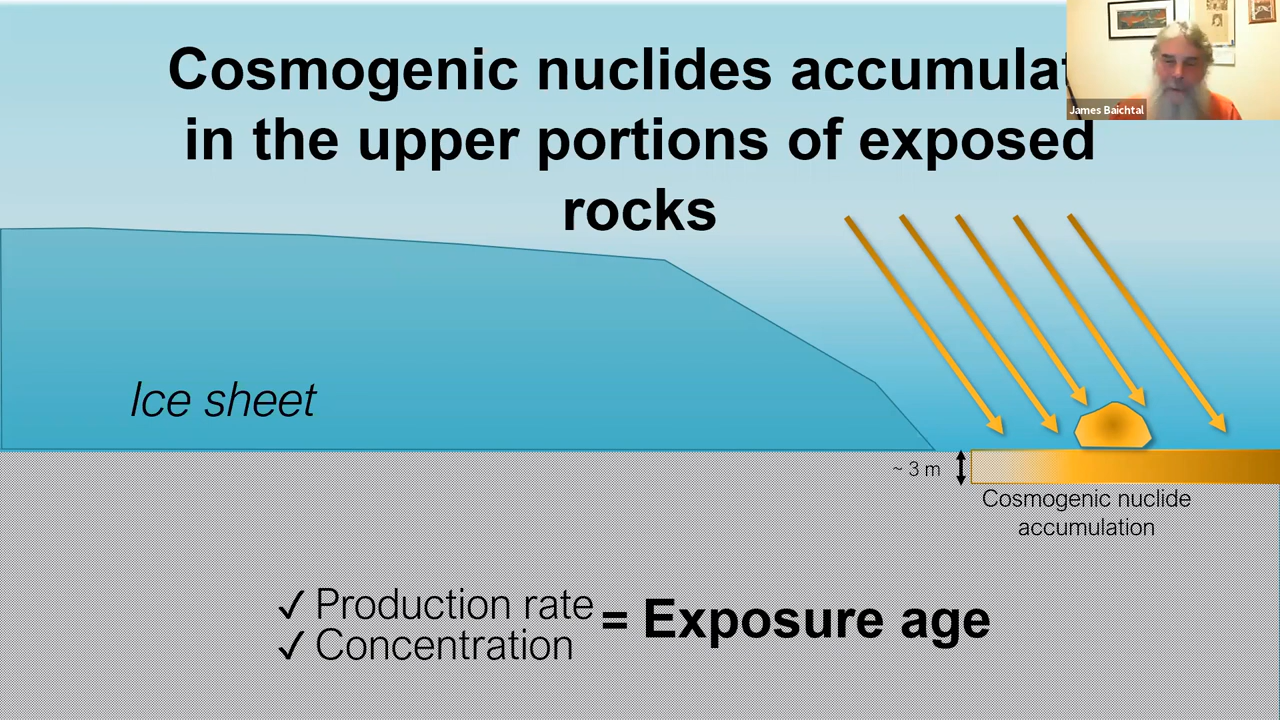 Cosmogenic nuclides accumulat
in the upper portions of exposed
rocks
James Baichtal
Ice sheet
~ 3 m
Cosmogenic nuclide
accumulation
✓ Production rate
✓ Concentration
= Exposure age